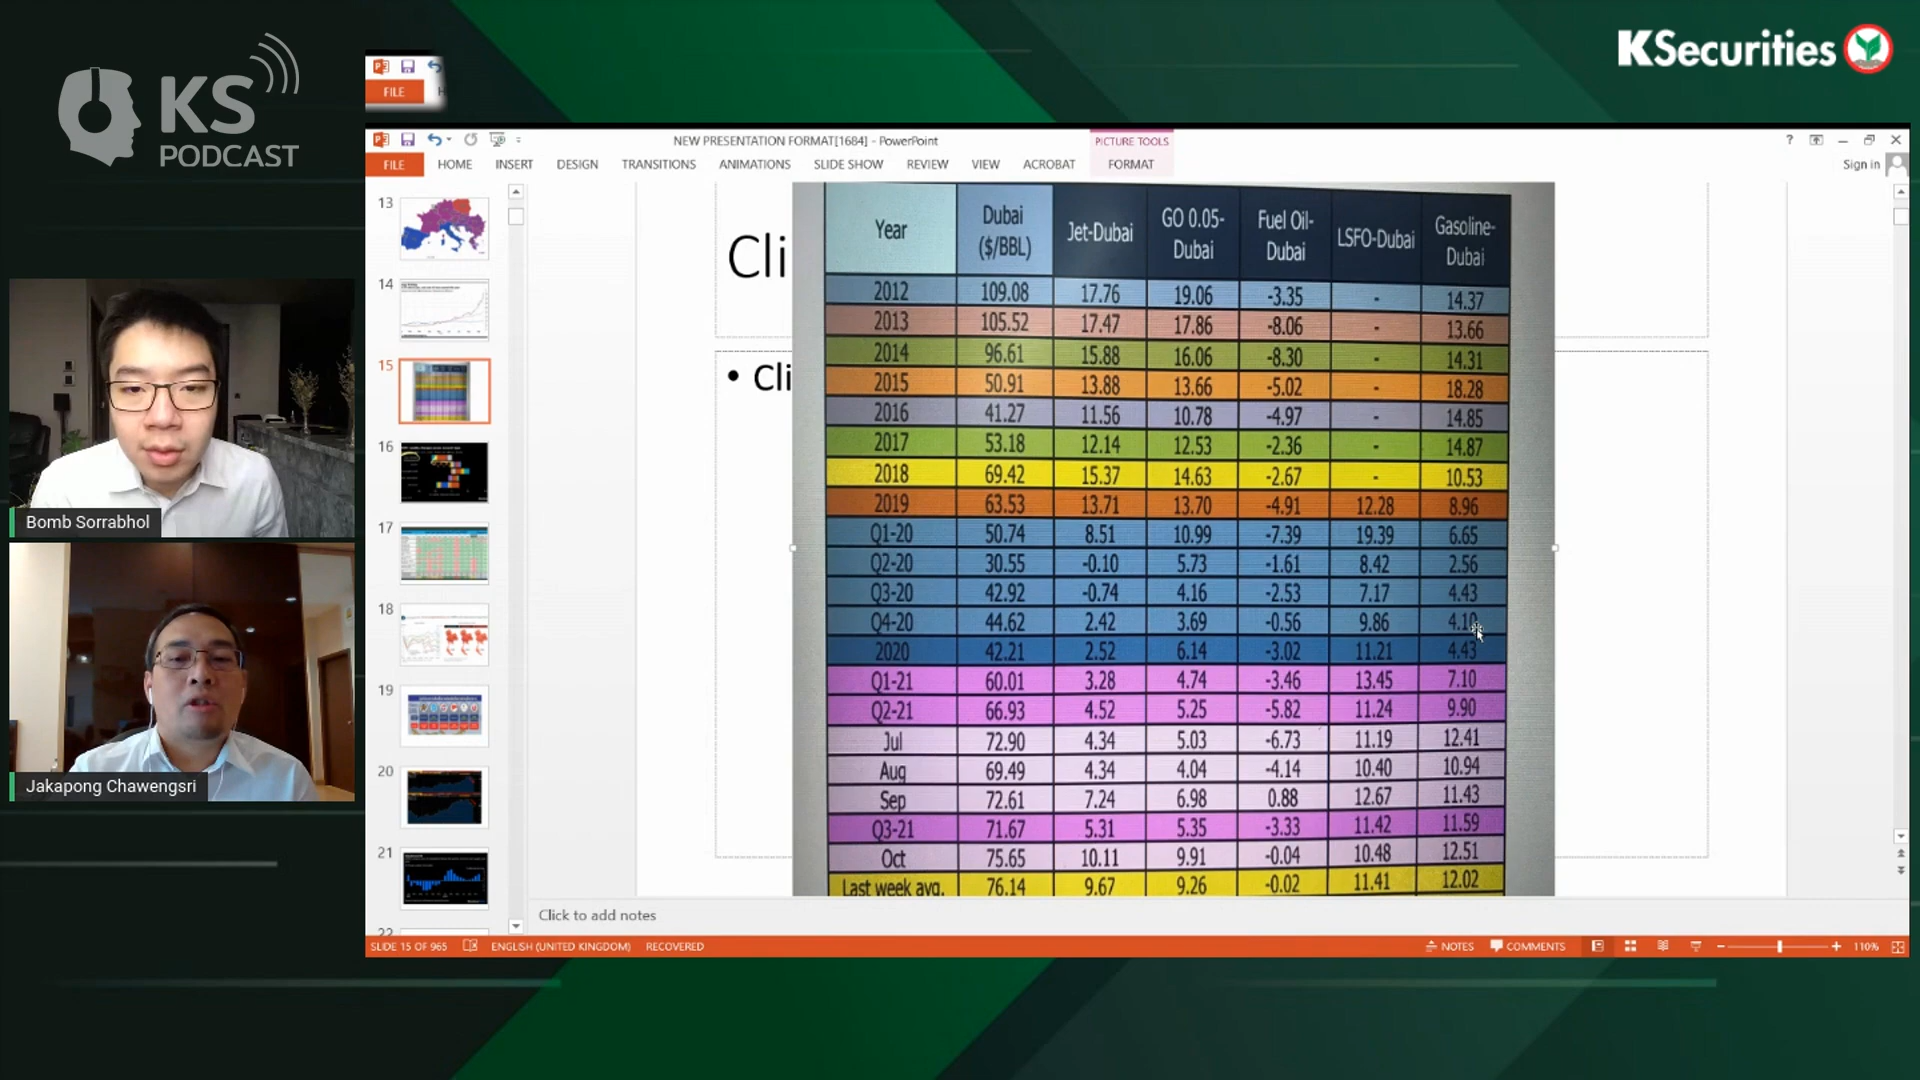 KS
PODCAST
KSecurities
FILE
H
NEW PRESENTATION FORMAT[1684] - PowerPoint
PICTURE TOOLS
?
FILE HOME INSERT DESIGN TRANSITIONS ANIMATIONS SLIDE SHOW REVIEW VIEW ACROBAT FORMAT
Sign in
13
14
15
16
17
18
19
20
21
22
Cli
• Cli
Year Dubai ($/BBL) Jet-Dubai GO 0.05-Dubai Fuel Oil-Dubai LSFO-Dubai Gasoline-Dubai
2012 109.08 17.76 19.06 -3.35 - 14.37
2013 105.52 17.47 17.86 -8.06 - 13.66
2014 96.61 15.88 16.06 -8.30 - 14.31
2015 50.91 13.88 13.66 -5.02 - 18.28
2016 41.27 11.56 10.78 -4.97 - 14.85
2017 53.18 12.14 12.53 -2.36 - 14.87
2018 69.42 15.37 14.63 -2.67 - 10.53
2019 63.53 13.71 13.70 -4.91 12.28 8.96
Q1-20 50.74 8.51 10.99 -7.39 19.39 6.65
Q2-20 30.55 -0.10 5.73 -1.61 8.42 2.56
Q3-20 42.92 -0.74 4.16 -2.53 7.17 4.43
Q4-20 44.62 2.42 3.69 -0.56 9.86 4.10
2020 42.21 2.52 6.14 -3.02 11.21 4.43
Q1-21 60.01 3.28 4.74 -3.46 13.45 7.10
Q2-21 66.93 4.52 5.25 -5.82 11.24 9.90
Jul 72.90 4.34 5.03 -6.73 11.19 12.41
Aug 69.49 4.34 4.04 -4.14 10.40 10.94
Sep 72.61 7.24 6.98 0.88 12.67 11.43
Q3-21 71.67 5.31 5.35 -3.33 11.42 11.59
Oct 75.65 10.11 9.91 -0.04 10.48 12.51
Last week avg. 76.14 9.67 9.26 -0.02 11.41 12.02
Bomb Sorrabhol
Jakapong Chawengsri
Click to add notes
SLIDE 15 OF 965 ENGLISH (UNITED KINGDOM) RECOVERED NOTES COMMENTS 110%